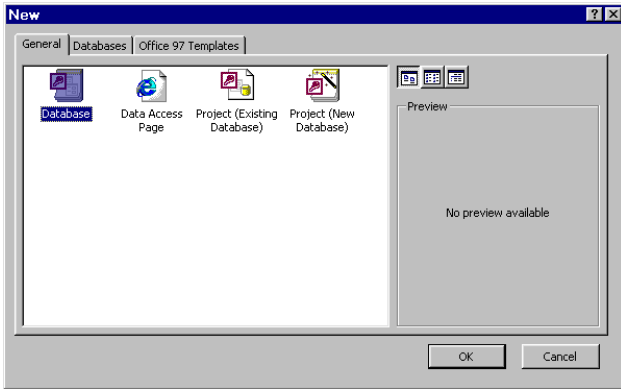 New
General Databases Office 97 Templates
Database
Data Access
Page
Project (Existing
Database)
Project (New
Database)
Preview
No preview available
OK Cancel